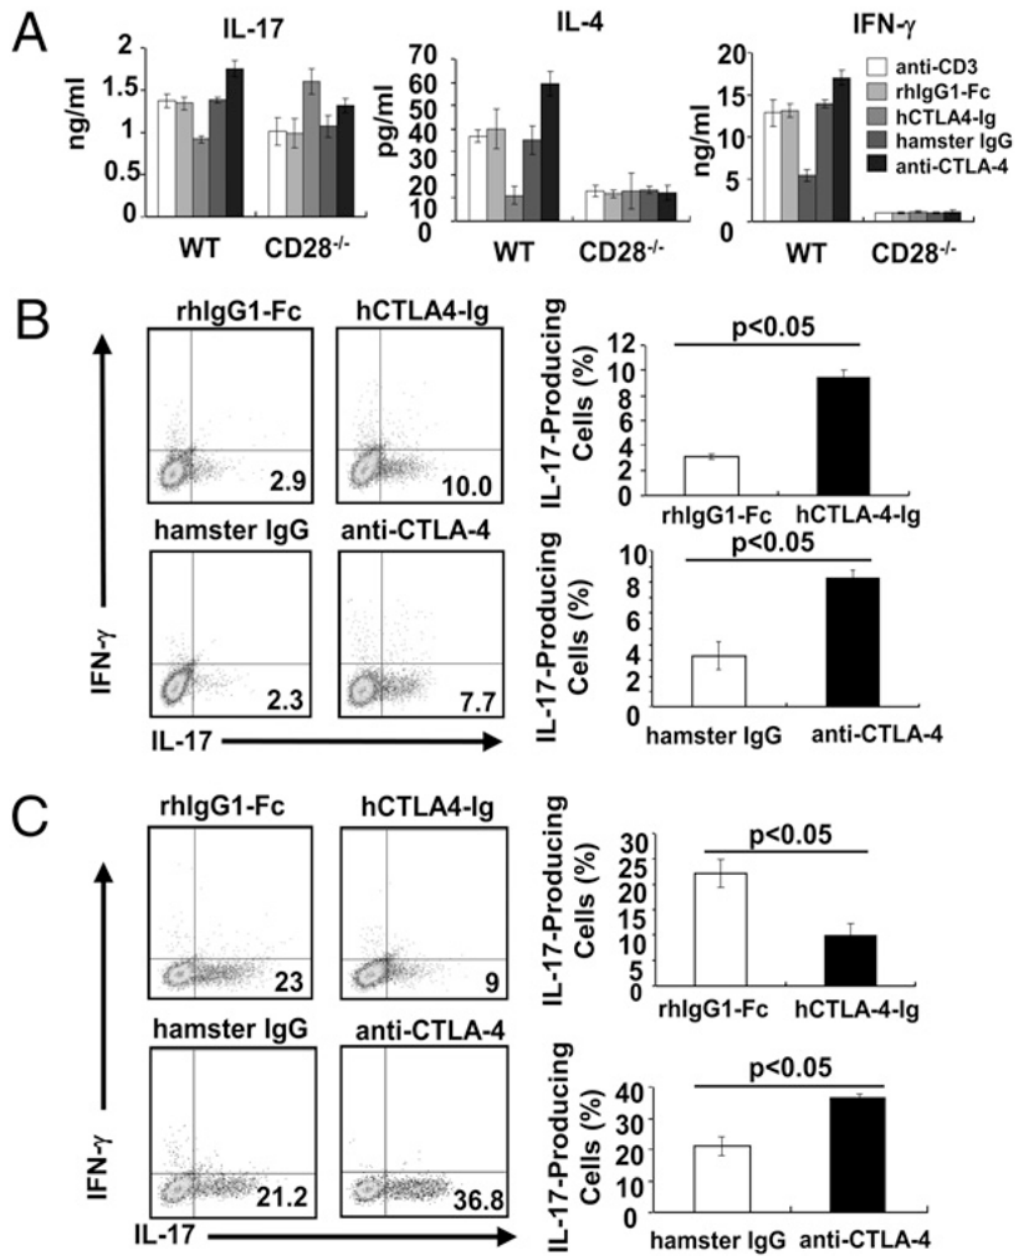 A
IL-17
IL-4
IFN-γ
ng/ml
2
1.5
1
0.5
0
WT
CD28-/-
pg/ml
70
60
50
40
30
20
10
0
WT
CD28-/-
ng/ml
20
15
10
5
0
WT
CD28-/-
anti-CD3
rhIgG1-Fc
hCTLA4-Ig
hamster IgG
anti-CTLA-4
B
rhIgG1-Fc
hCTLA4-Ig
2.9
10.0
hamster IgG
anti-CTLA-4
2.3
7.7
IFN-γ
IL-17
IL-17-Producing
Cells (%)
p<0.05
12
10
8
6
4
2
0
rhIgG1-Fc
hCTLA-4-Ig
IL-17-Producing
Cells (%)
p<0.05
10
8
6
4
2
0
hamster IgG
anti-CTLA-4
C
rhIgG1-Fc
hCTLA4-Ig
23
9
hamster IgG
anti-CTLA-4
21.2
36.8
IFN-γ
IL-17
IL-17-Producing
Cells (%)
p<0.05
30
25
20
15
10
5
0
rhIgG1-Fc
hCTLA-4-Ig
IL-17-Producing
Cells (%)
p<0.05
40
30
20
10
0
hamster IgG
anti-CTLA-4